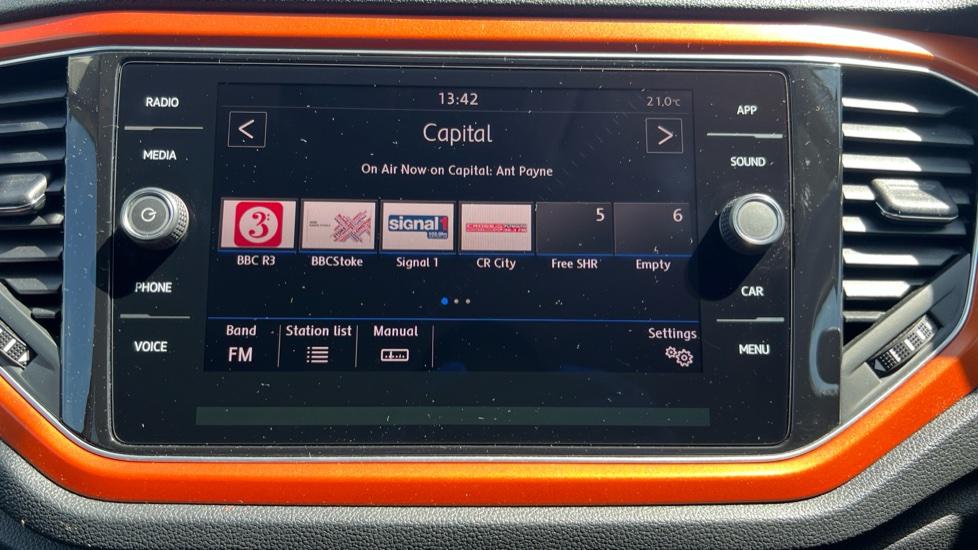 13:42
21,0°C
RADIO
MEDIA
PHONE
VOICE
<
Capital
>
On Air Now on Capital: Ant Payne
3
signal 1
5
6
BBC R3
BBCStoke
Signal 1
CR City
Free SHR
Empty
Band
Station list
Manual
Settings
FM
APP
SOUND
CAR
MENU